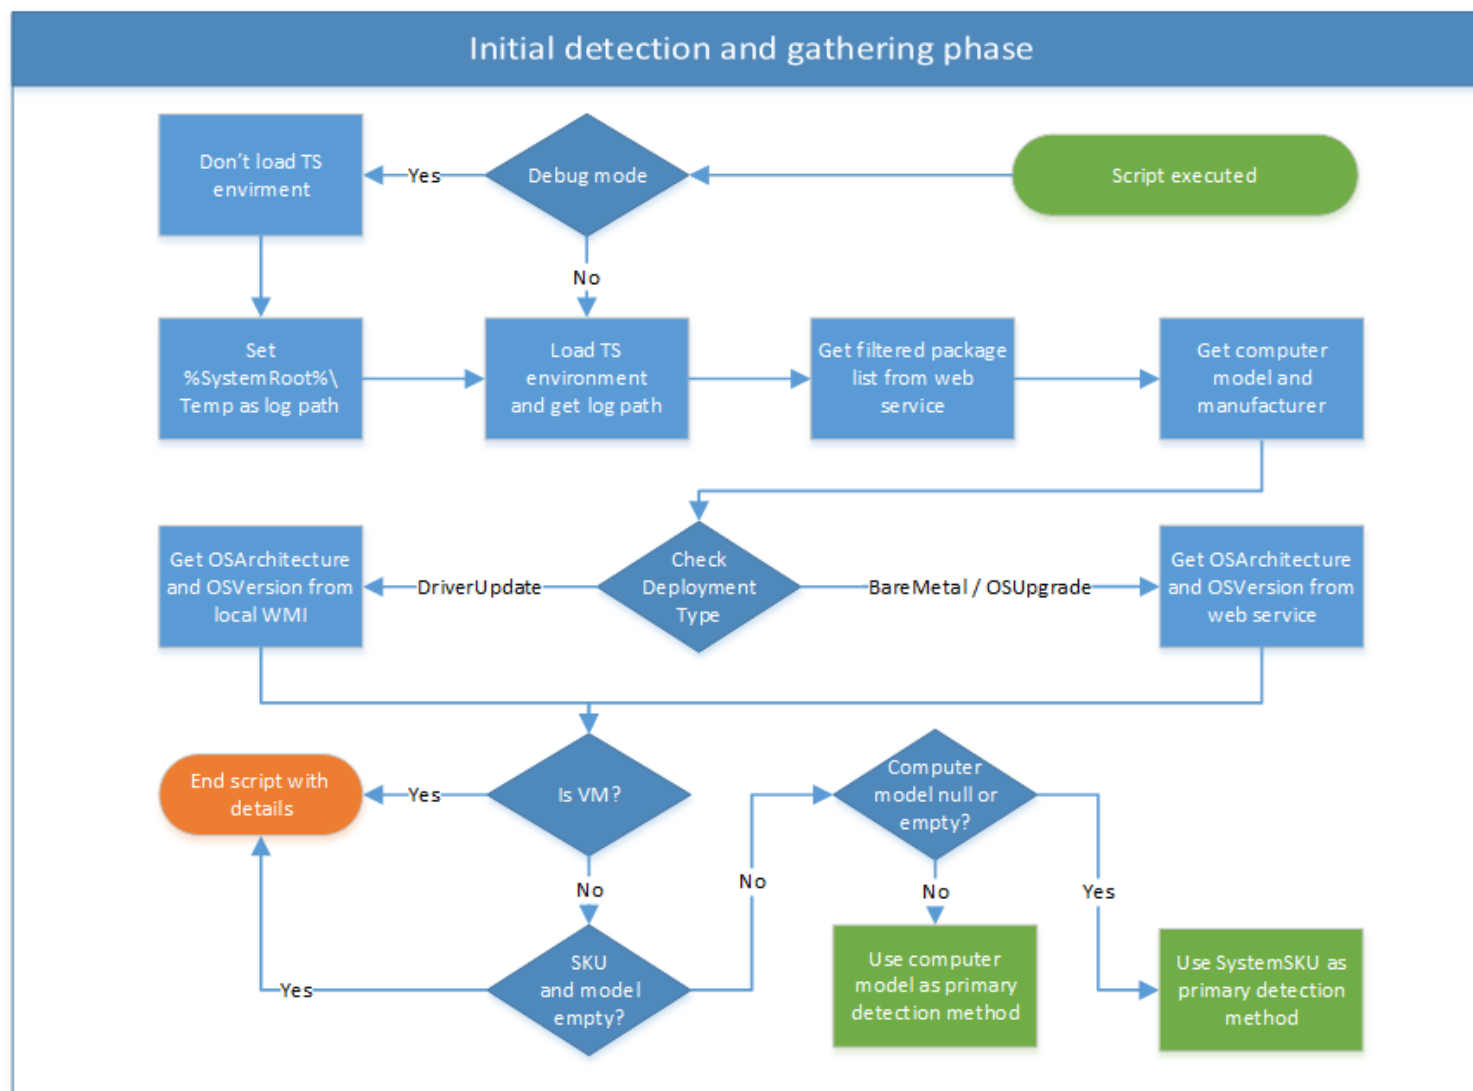 Initial detection and gathering phase
Don't load TS
envirment
Yes
Debug mode
Script executed
No
Set
%SystemRoot%\
Temp as log path
Load TS
environment
and get log path
Get filtered package
list from web
service
Get computer
model and
manufacturer
Get OSArchitecture
and OSVersion from
local WMI
DriverUpdate
Check
Deployment
Type
BareMetal / OSUpgrade
Get OSArchitecture
and OSVersion from
web service
End script with
details
Yes
Is VM?
Computer
model null or
empty?
No
No
No
Yes
Yes
SKU
and model
empty?
Use computer
model as primary
detection method
Use SystemSKU as
primary detection
method